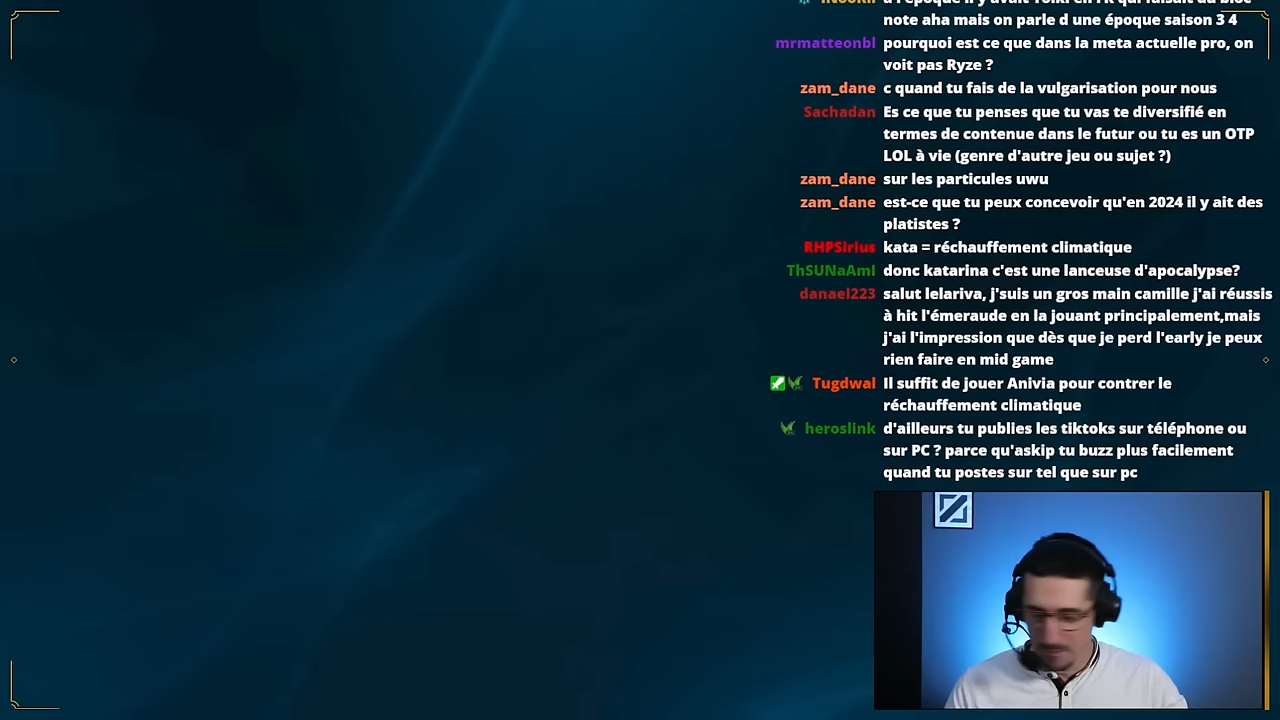 note aha mais on parle d une époque saison 3 4
mrmatteonbl pourquoi est ce que dans la meta actuelle pro, on
voit pas Ryze ?
zam_dane c quand tu fais de la vulgarisation pour nous
Sachadan Es ce que tu penses que tu vas te diversifié en
termes de contenue dans le futur ou tu es un OTP
LOL à vie (genre d'autre jeu ou sujet ?)
zam_dane sur les particules uwu
zam_dane est-ce que tu peux concevoir qu'en 2024 il y ait des
platistes ?
RHPSirius kata = réchauffement climatique
ThSUNaAmI donc katarina c'est une lanceuse d'apocalypse?
danael223 salut lelariva, j'suis un gros main camille j'ai réussis
à hit l'émeraude en la jouant principalement,mais
j'ai l'impression que dès que je perd l'early je peux
rien faire en mid game
Tugdwal Il suffit de jouer Anivia pour contrer le
réchauffement climatique
heroslink d'ailleurs tu publies les tiktoks sur téléphone ou
sur PC ? parce qu'askip tu buzz plus facilement
quand tu postes sur tel que sur pc